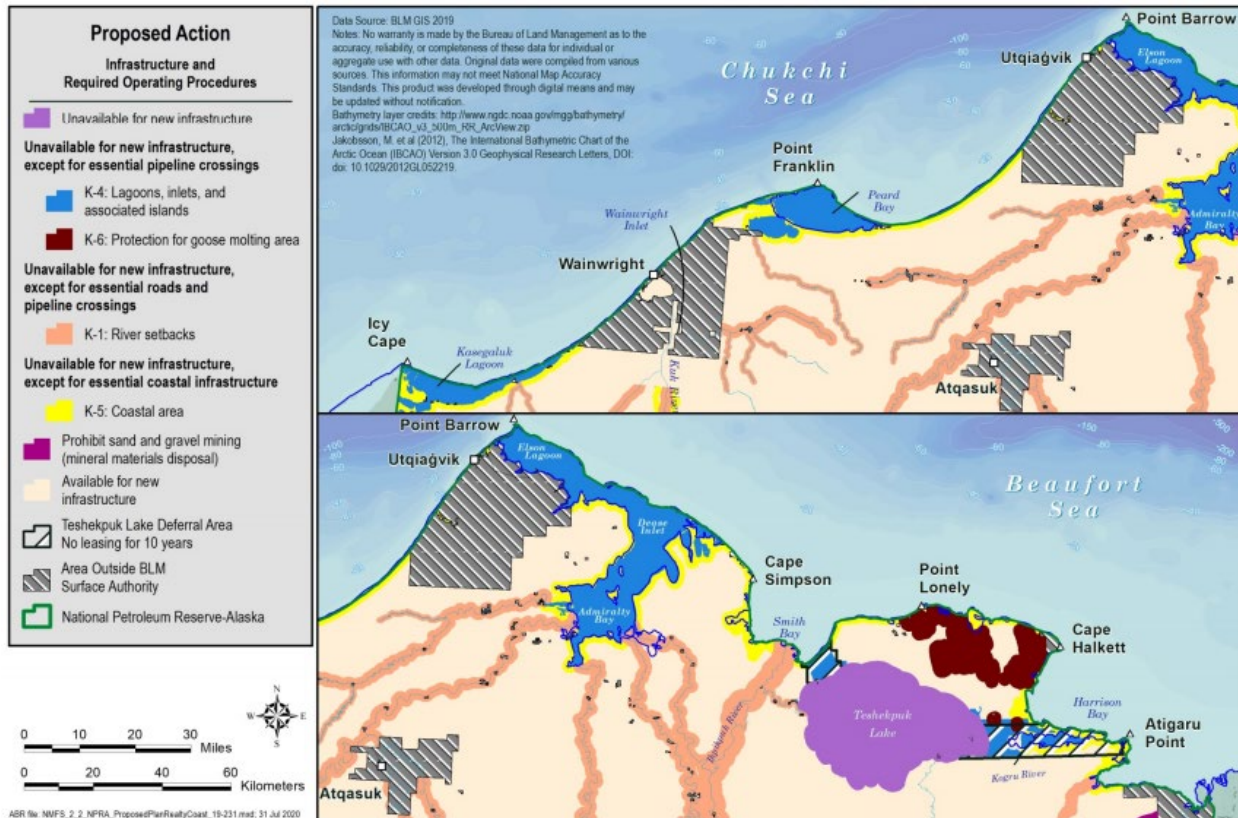 Proposed Action
Infrastructure and
Required Operating Procedures
Unavailable for new infrastructure
Unavailable for new infrastructure,
except for essential pipeline crossings
K-4: Lagoons, inlets, and
associated islands
K-6: Protection for goose molting area
Unavailable for new infrastructure,
except for essential roads and
pipeline crossings
K-1: River setbacks
Unavailable for new infrastructure,
except for essential coastal infrastructure
K-5: Coastal area
Prohibit sand and gravel mining
(mineral materials disposal)
Available for new
infrastructure
Teshekpuk Lake Deferral Area
No leasing for 10 years
Area Outside BLM
Surface Authority
National Petroleum Reserve-Alaska
N
W E
S
0 10 20 30
Miles
0 20 40 60
Kilometers
ABR file: NMFS_2_2_NPRA_ProposedPlanRealtyCoast_19-231.mxd; 31 Jul 2020
Data Source: BLM GIS 2019
Notes: No warranty is made by the Bureau of Land Management as to the
accuracy, reliability, or completeness of these data for individual or
aggregate use with other data. Original data were compiled from various
sources. This information may not meet National Map Accuracy
Standards. This product was developed through digital means and may
be updated without notification.
Bathymetry layer credits: http://www.ngdc.noaa.gov/mgg/bathymetry/
arctic/grids/IBCAO_v3_500m_RR_ArcView.zip
Jakobsson, M. et al (2012), The International Bathymetric Chart of the
Arctic Ocean (IBCAO) Version 3.0 Geophysical Research Letters, DOI:
doi: 10.1029/2012GL052219.
Chukchi
Sea
Point Barrow
Elson
Lagoon
Utqiaġvik
Point
Franklin
Peard
Bay
Wainwright
Inlet
Wainwright
Admiralty
Bay
Icy
Cape
Kasegaluk
Lagoon
Kuk River
Atqasuk
Point Barrow
Elson
Lagoon
Utqiaġvik
Beaufort
Sea
Dease
Inlet
Cape
Simpson
Point
Lonely
Admiralty
Bay
Smith
Bay
Cape
Halkett
Ikpikpuk River
Teshekpuk
Lake
Harrison
Bay
Atigaru
Point
Kogru River
Atqasuk